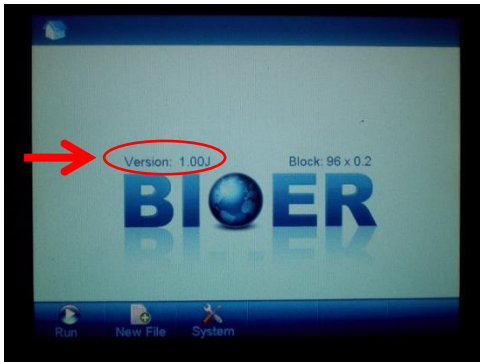 Version: 1.00J
Block: 96 x 0.2
BIOER
Run
New File
System